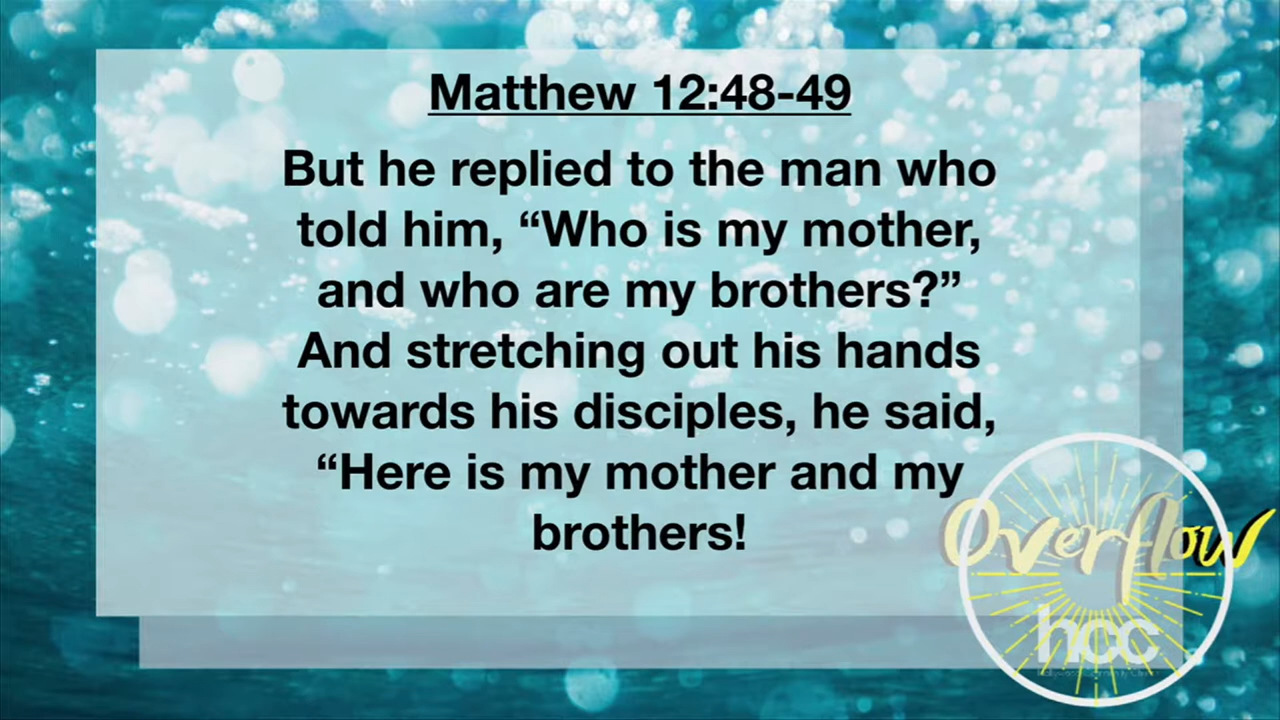 Matthew 12:48-49
But he replied to the man who
told him, “Who is my mother,
and who are my brothers?”
And stretching out his hands
towards his disciples, he said,
“Here is my mother and my
brothers!
Overflow
hcc